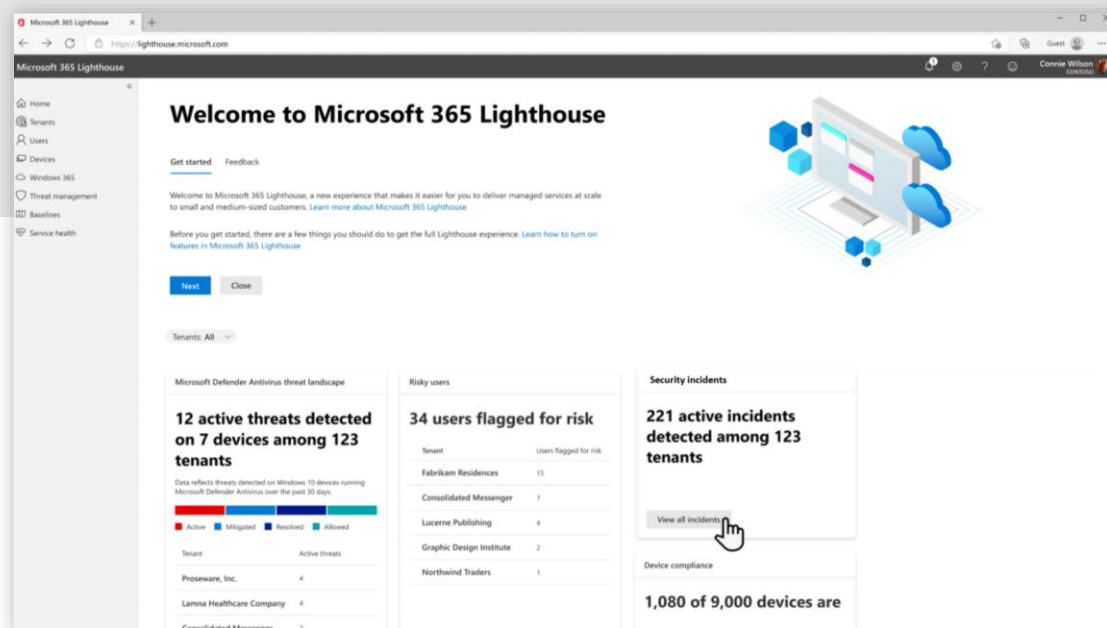 Microsoft 365 Lighthouse
https://lighthouse.microsoft.com
Guest
Microsoft 365 Lighthouse
Connie Wilson
CONTOSO
Home
Tenants
Users
Devices
Windows 365
Threat management
Baselines
Service health
Welcome to Microsoft 365 Lighthouse
Get started
Feedback
Welcome to Microsoft 365 Lighthouse, a new experience that makes it easier for you to deliver managed services at scale
to small and medium-sized customers. Learn more about Microsoft 365 Lighthouse
Before you get started, there are a few things you should do to get the full Lighthouse experience. Learn how to turn on
features in Microsoft 365 Lighthouse
Next
Close
Tenants: All
Microsoft Defender Antivirus threat landscape
12 active threats detected
on 7 devices among 123
tenants
Data reflects threats detected on Windows 10 devices running
Microsoft Defender Antivirus over the past 30 days.
Active
Mitigated
Resolved
Allowed
Tenant Active threats
Proseware, Inc. 4
Lamna Healthcare Company 4
Consolidated Messenger
Risky users
34 users flagged for risk
Tenant Users flagged for risk
Fabrikam Residences 15
Consolidated Messenger 7
Lucerne Publishing 4
Graphic Design Institute 2
Northwind Traders 1
Security incidents
221 active incidents
detected among 123
tenants
View all incidents
Device compliance
1,080 of 9,000 devices are